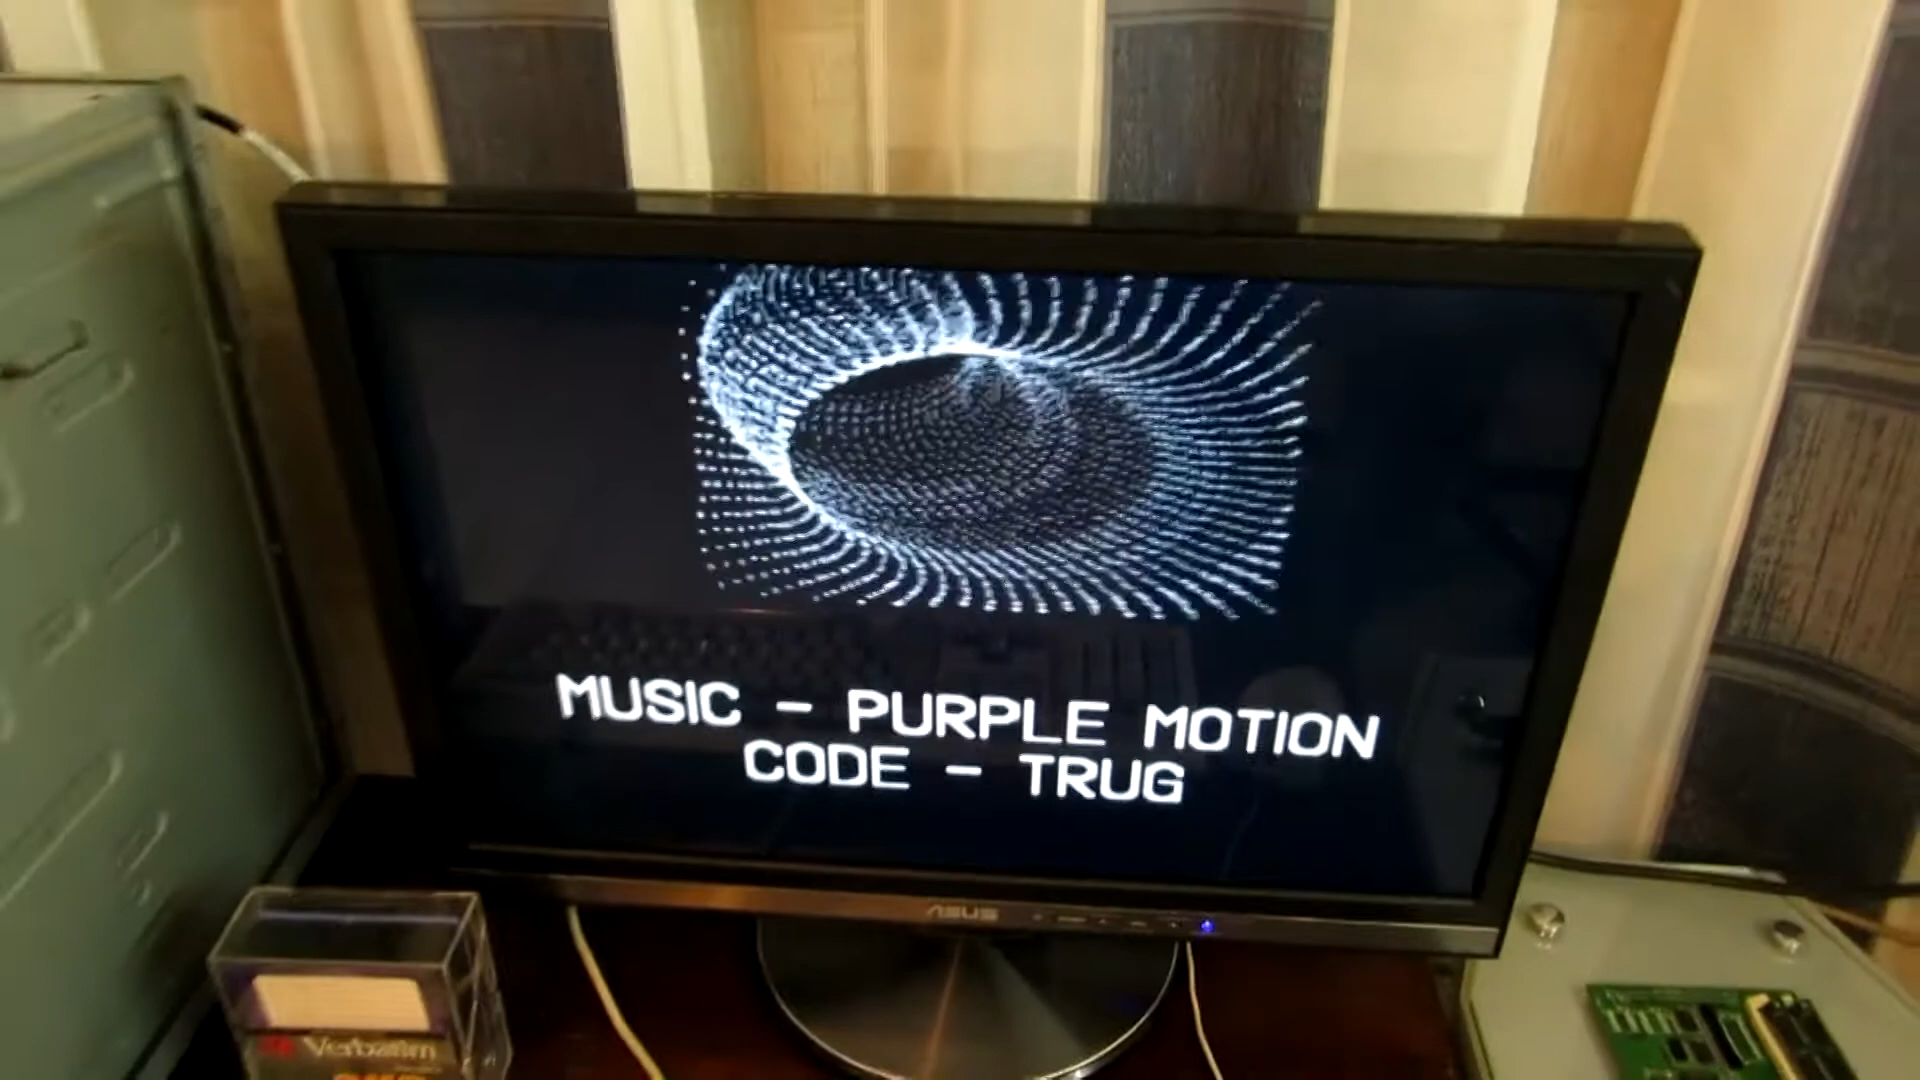 MUSIC - PURPLE MOTION
CODE - TRUG
ASUS
Verbatim